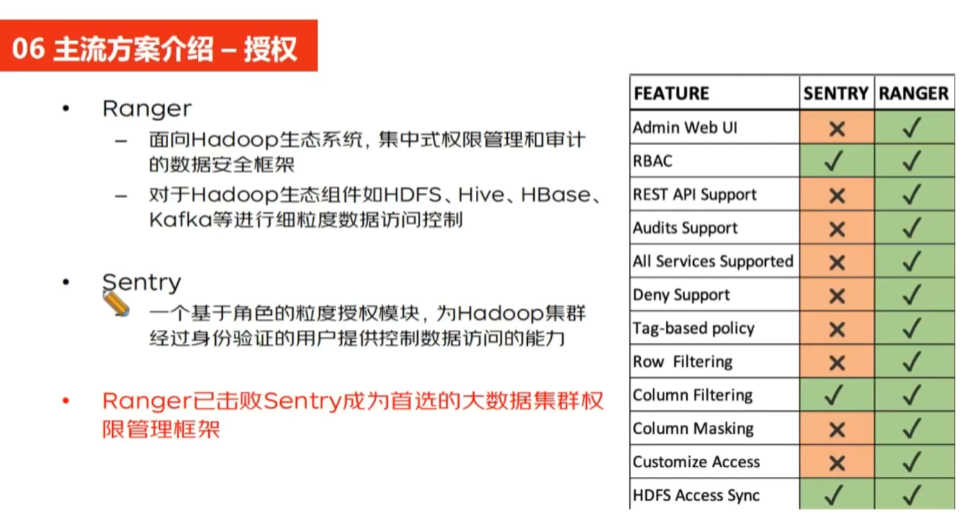 06 主流方案介绍 – 授权
• Ranger
– 面向Hadoop生态系统，集中式权限管理和审计
的数据安全框架
– 对于Hadoop生态组件如HDFS、Hive、HBase、
Kafka等进行细粒度数据访问控制
• Sentry
– 一个基于角色的粒度授权模块，为Hadoop集群
经过身份验证的用户提供控制数据访问的能力
• Ranger已击败Sentry成为首选的大数据集群权
限管理框架
FEATURE SENTRY RANGER
Admin Web UI ✕ ✓
RBAC ✓ ✓
REST API Support ✕ ✓
Audits Support ✕ ✓
All Services Supported ✕ ✓
Deny Support ✕ ✓
Tag-based policy ✕ ✓
Row Filtering ✕ ✓
Column Filtering ✓ ✓
Column Masking ✕ ✓
Customize Access ✕ ✓
HDFS Access Sync ✓ ✓